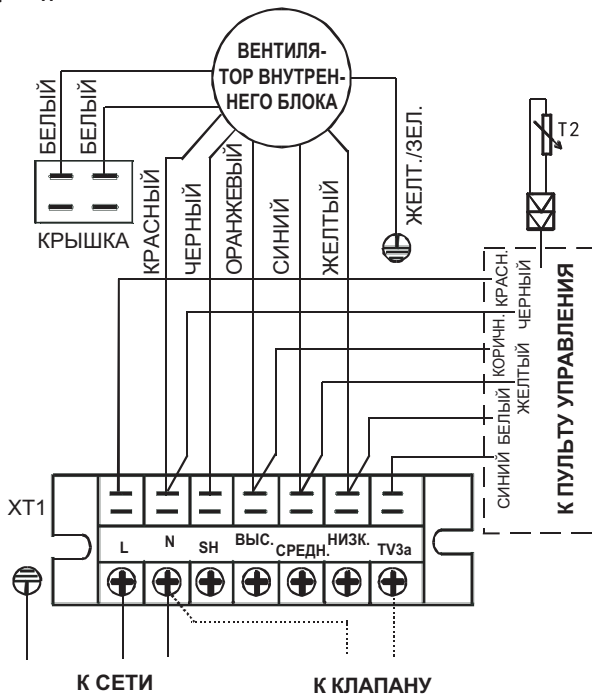 ВЕНТИЛЯ-
ТОР ВНУТРЕН-
НЕГО БЛОКА
БЕЛЫЙ
БЕЛЫЙ
КРЫШКА
КРАСНЫЙ
ЧЕРНЫЙ
ОРАНЖЕВЫЙ
СИНИЙ
ЖЕЛТЫЙ
ЖЕЛТ./ЗЕЛ.
T2
КРАСН.
ЧЕРНЫЙ
КОРИЧН.
ЖЕЛТЫЙ
БЕЛЫЙ
СИНИЙ
К ПУЛЬТУ УПРАВЛЕНИЯ
XT1
L
N
SH
ВЫС.
СРЕДН.
НИЗК.
TV3a
К СЕТИ
К КЛАПАНУ